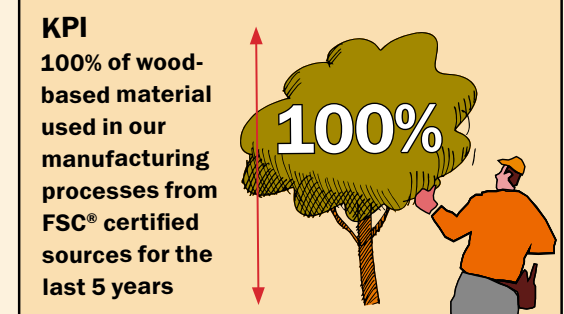 KPI
100% of wood-
based material
used in our
manufacturing
processes from
FSC® certified
sources for the
last 5 years
100%